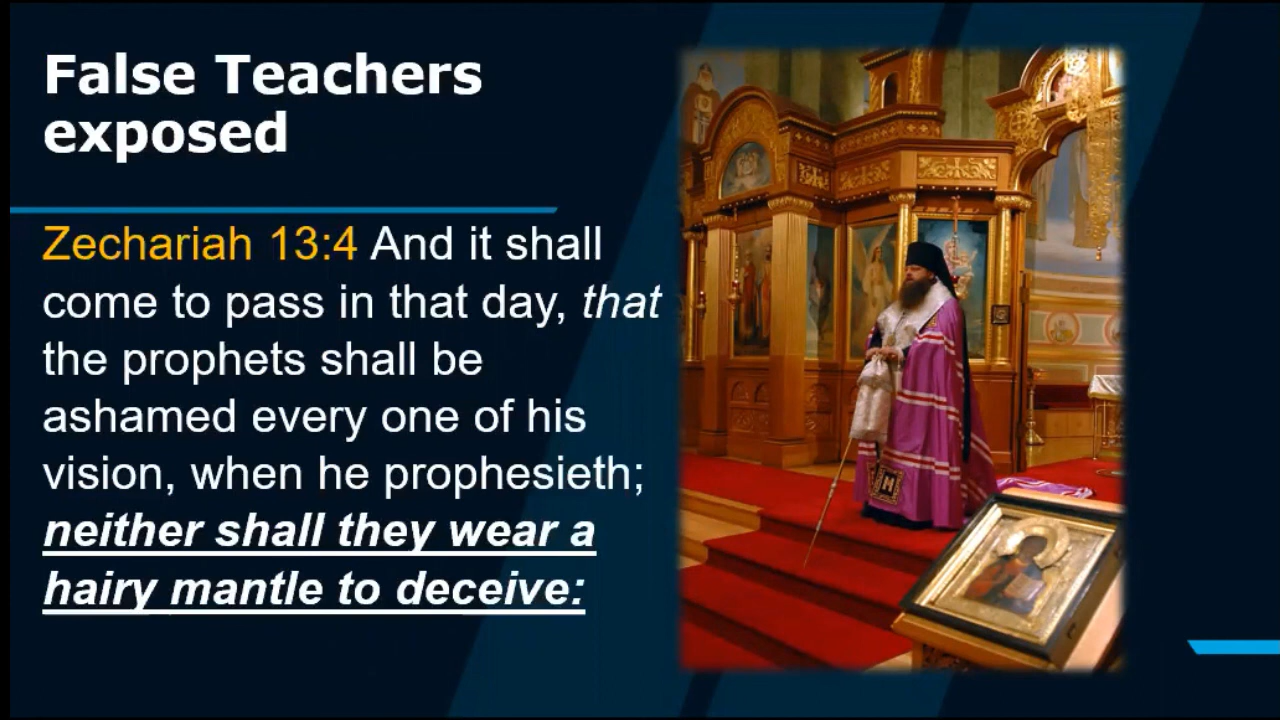 False Teachers
exposed
Zechariah 13:4 And it shall
come to pass in that day, that
the prophets shall be
ashamed every one of his
vision, when he prophesieth;
neither shall they wear a
hairy mantle to deceive:
M